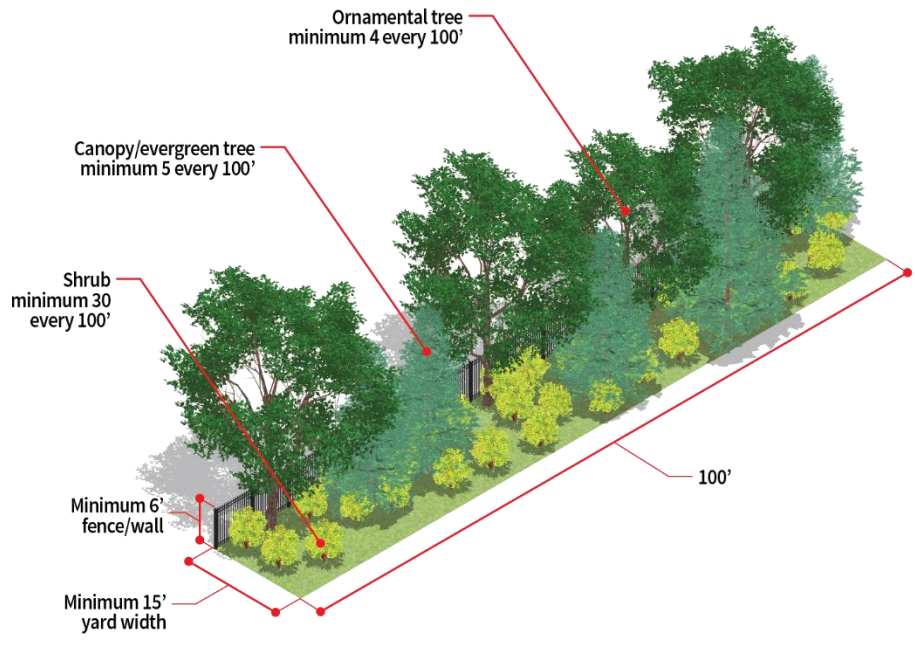 Ornamental tree
minimum 4 every 100’
Canopy/evergreen tree
minimum 5 every 100’
Shrub
minimum 30
every 100’
100’
Minimum 6’
fence/wall
Minimum 15’
yard width